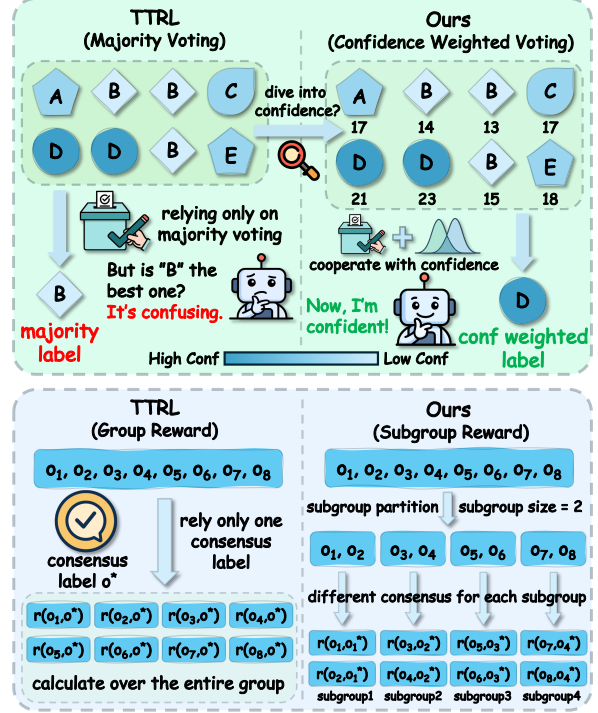 TTRL
(Majority Voting)
A B B C
D D B E
relying only on
majority voting
But is "B" the
best one?
It's confusing.
B
majority
label
dive into
confidence?
Ours
(Confidence Weighted Voting)
A B B C
17 14 13 17
D D B E
21 23 15 18
cooperate with confidence
Now, I'm
confident!
D
conf weighted
label
High Conf Low Conf
TTRL
(Group Reward)
o₁, o₂, o₃, o₄, o₅, o₆, o₇, o₈
rely only one
consensus
label
consensus
label o*
r(o₁,o*) r(o₂,o*) r(o₃,o*) r(o₄,o*)
r(o₅,o*) r(o₆,o*) r(o₇,o*) r(o₈,o*)
calculate over the entire group
Ours
(Subgroup Reward)
o₁, o₂, o₃, o₄, o₅, o₆, o₇, o₈
subgroup partition subgroup size = 2
o₁, o₂ o₃, o₄ o₅, o₆ o₇, o₈
different consensus for each subgroup
r(o₁,o₁*) r(o₃,o₂*) r(o₅,o₃*) r(o₇,o₄*)
r(o₂,o₁*) r(o₄,o₂*) r(o₆,o₃*) r(o₈,o₄*)
subgroup1 subgroup2 subgroup3 subgroup4